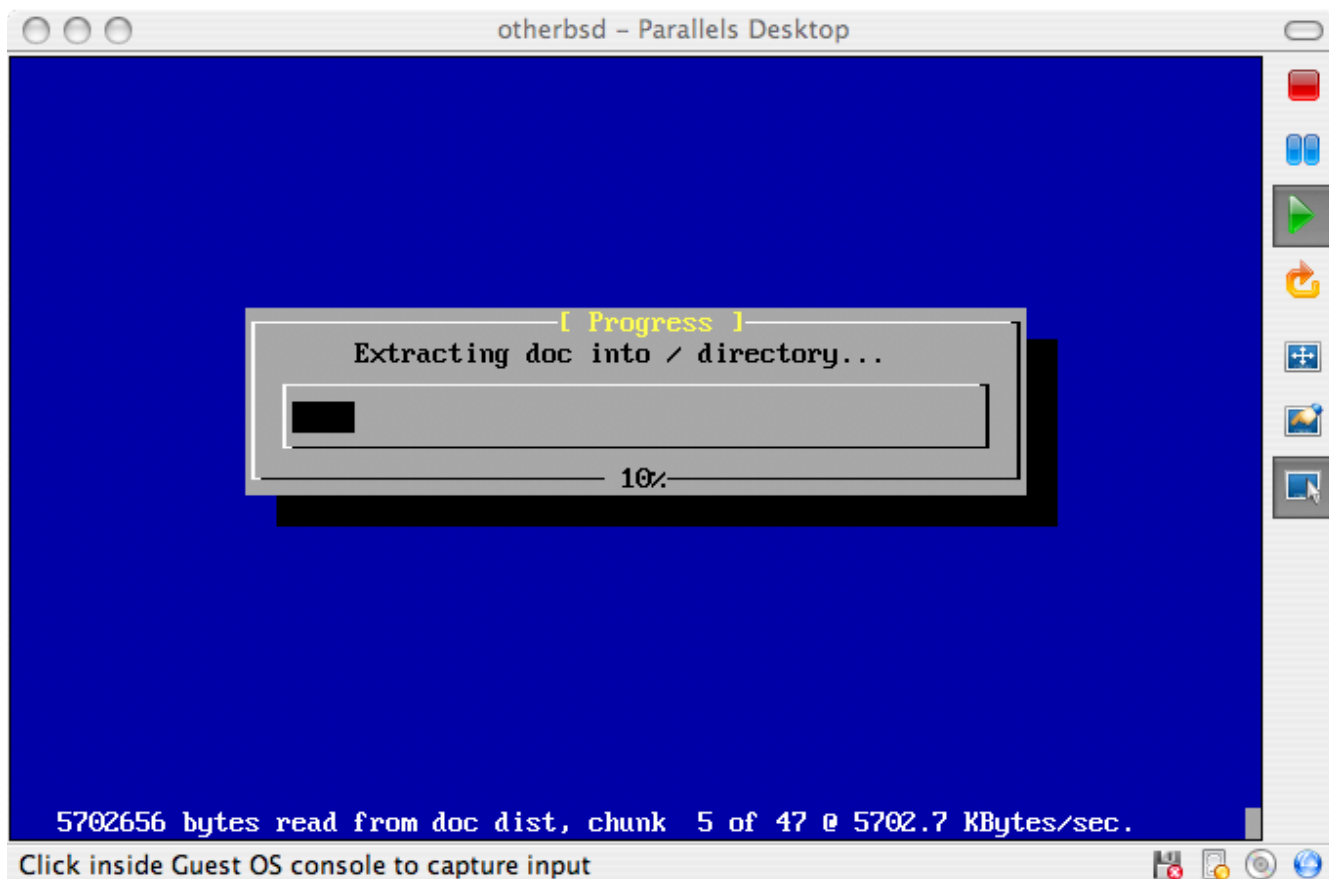 otherbsd – Parallels Desktop
[ Progress ]
Extracting doc into / directory...
10%
5702656 bytes read from doc dist, chunk  5 of 47 @ 5702.7 KBytes/sec.
Click inside Guest OS console to capture input